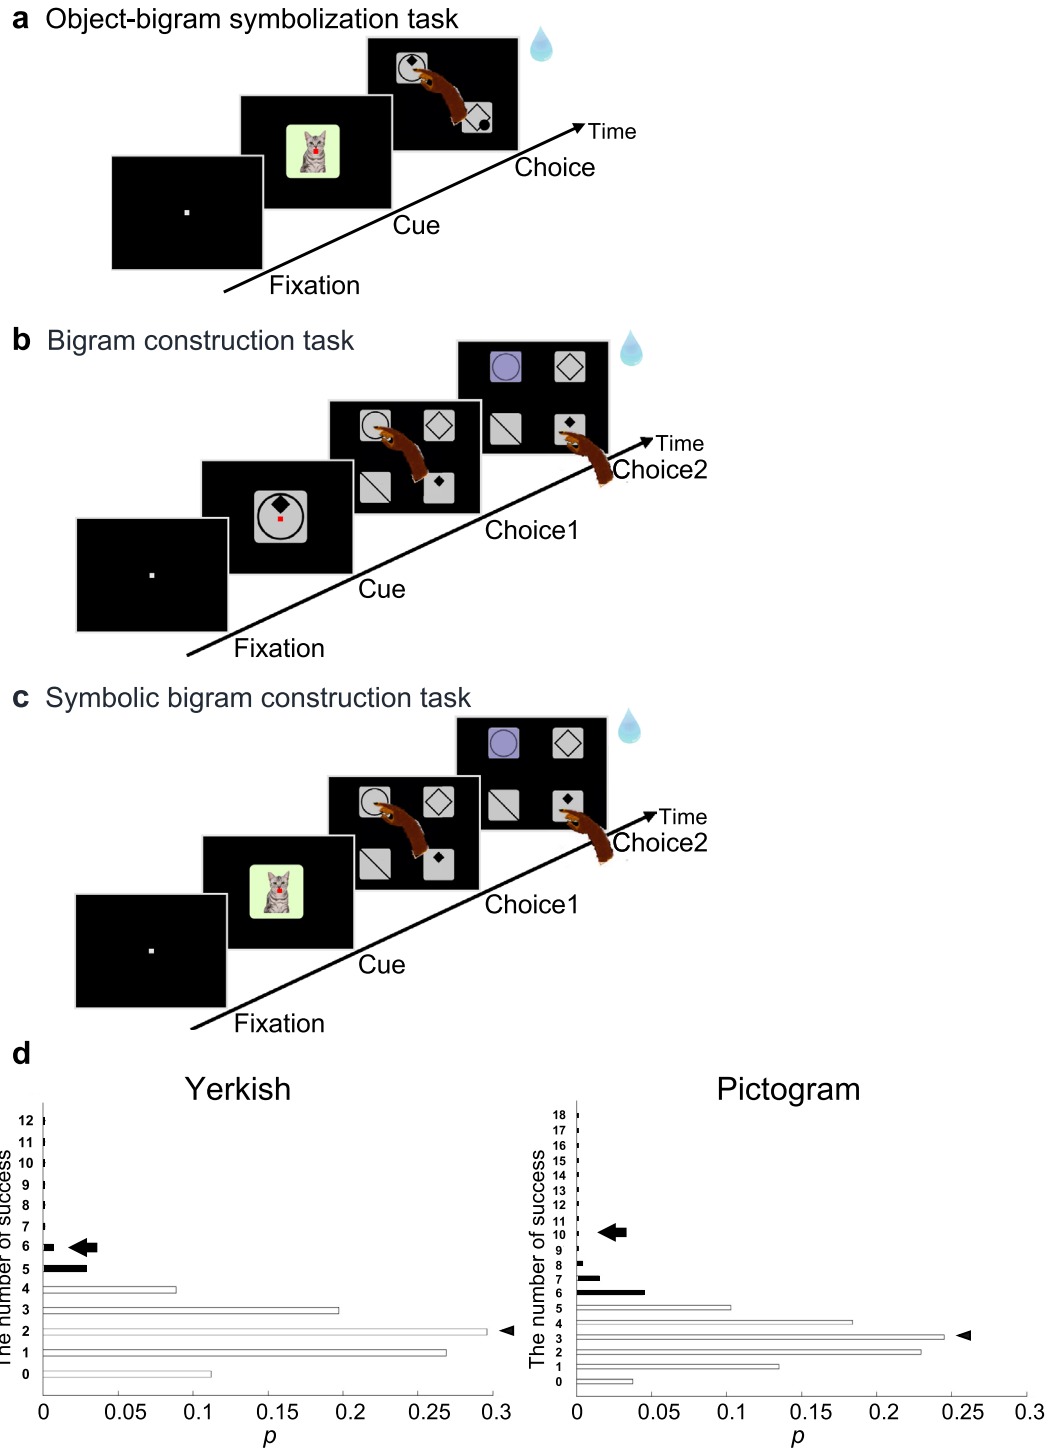 a Object-bigram symbolization task
Time
Choice
Cue
Fixation
b Bigram construction task
Time
Choice2
Choice1
Cue
Fixation
c Symbolic bigram construction task
Time
Choice2
Choice1
Cue
Fixation
d
Yerkish
The number of success
12
11
10
9
8
7
6
5
4
3
2
1
0
0 0.05 0.1 0.15 0.2 0.25 0.3
p
Pictogram
The number of success
18
17
16
15
14
13
12
11
10
9
8
7
6
5
4
3
2
1
0
0 0.05 0.1 0.15 0.2 0.25 0.3
p